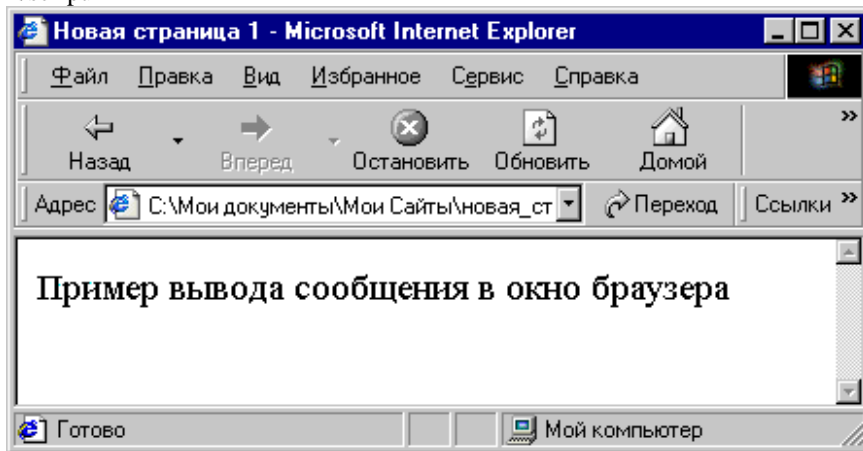 Новая страница 1 - Microsoft Internet Explorer
Файл Правка Вид Избранное Сервис Справка
Назад Вперед Остановить Обновить Домой »
Адрес C:\Мои документы\Мои Сайты\новая_ст Переход Ссылки »
Пример вывода сообщения в окно браузера
Готово Мой компьютер